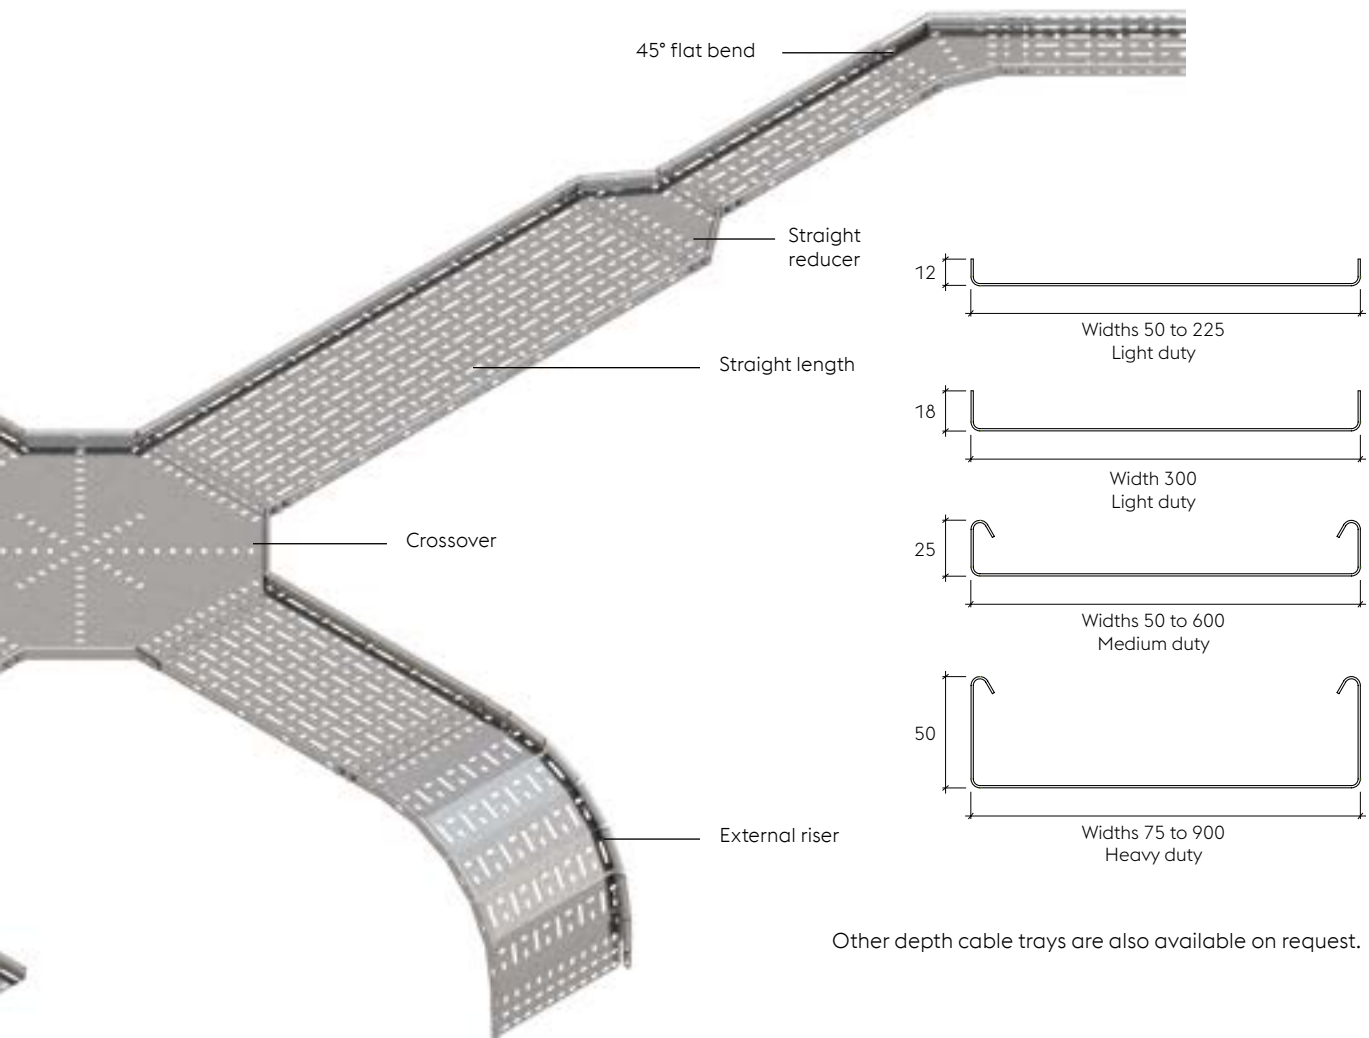 45° flat bend
Straight
reducer
12
Widths 50 to 225
Light duty
Straight length
18
Width 300
Light duty
Crossover
25
Widths 50 to 600
Medium duty
50
Widths 75 to 900
Heavy duty
External riser
Other depth cable trays are also available on request.